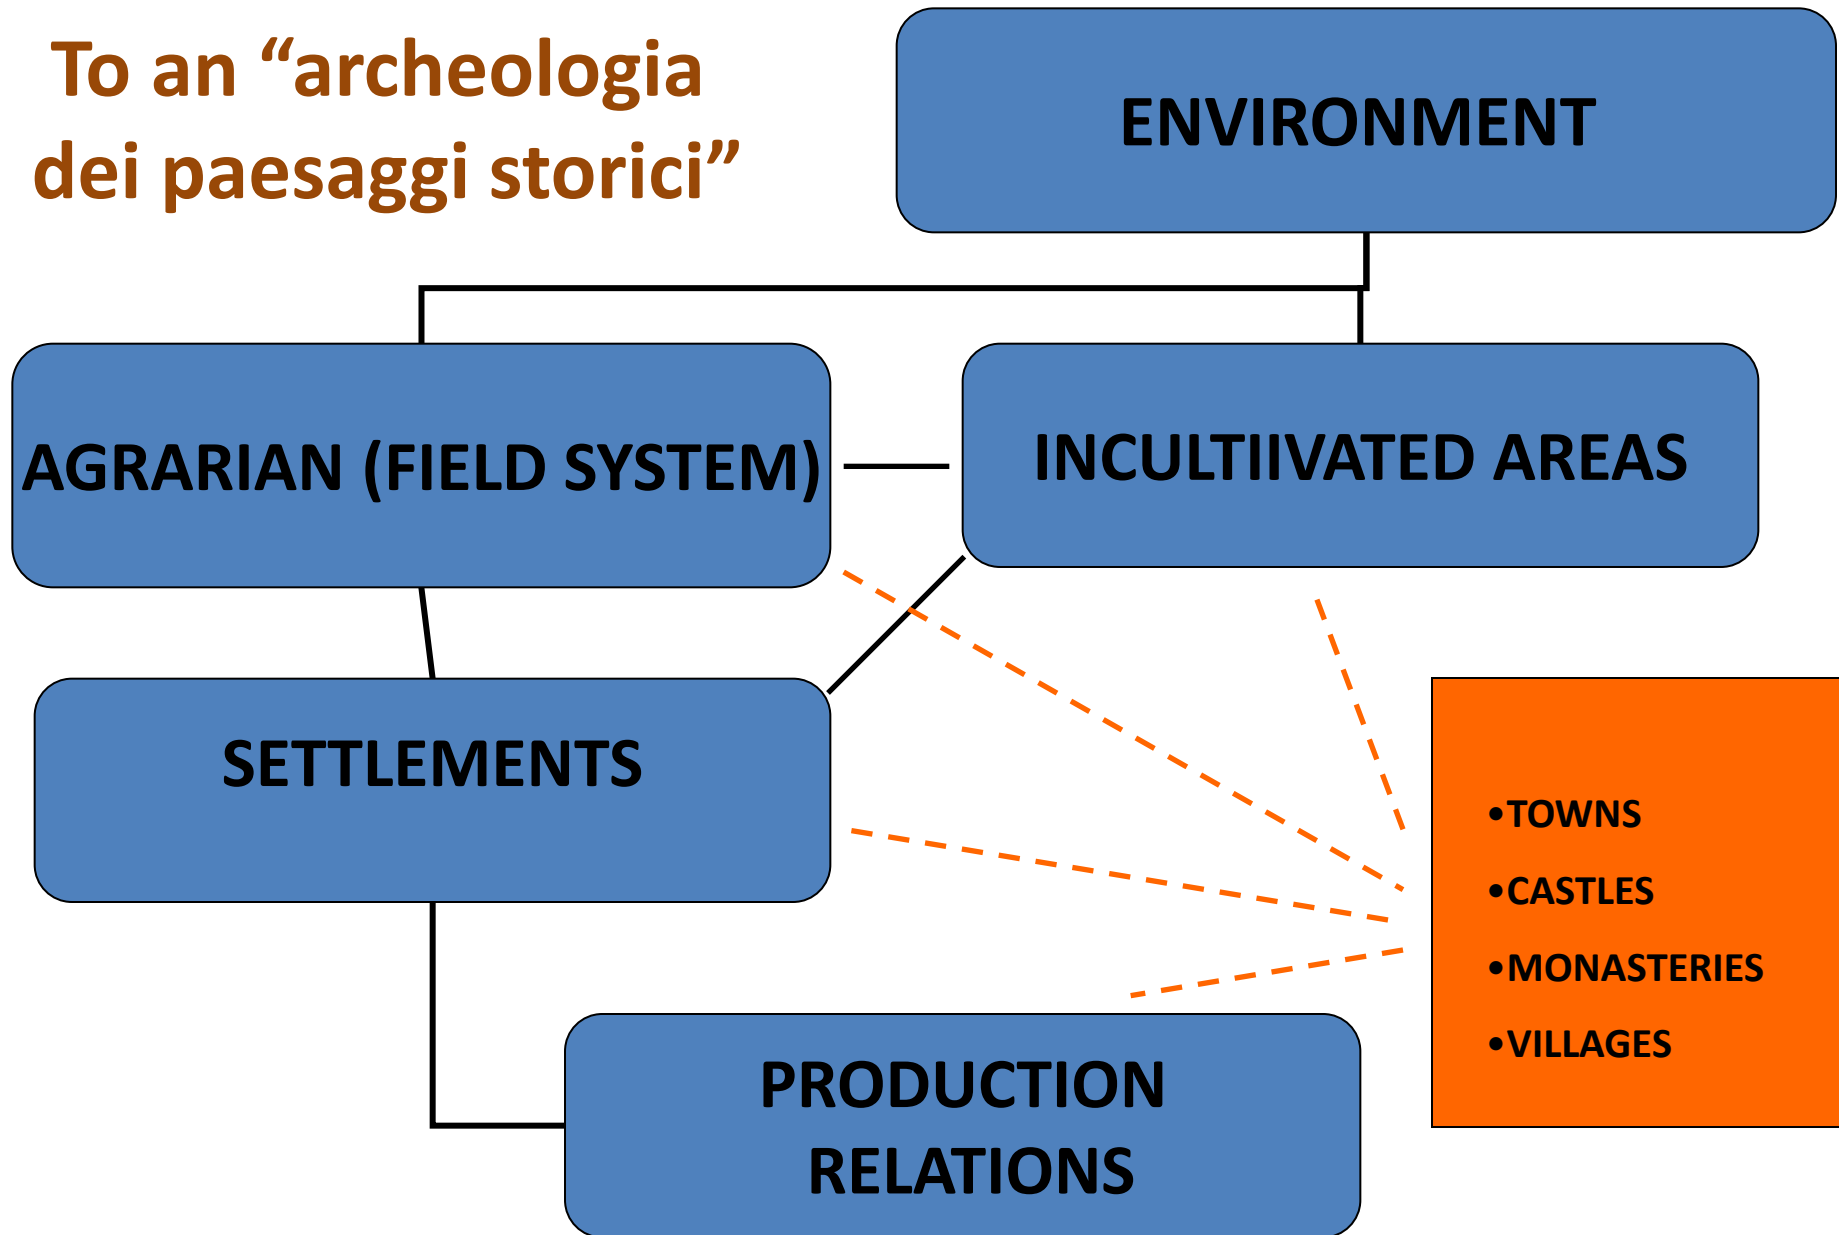 To an “archeologia
dei paesaggi storici”
ENVIRONMENT
AGRARIAN (FIELD SYSTEM)
INCULTIIVATED AREAS
SETTLEMENTS
•TOWNS
•CASTLES
•MONASTERIES
•VILLAGES
PRODUCTION
RELATIONS